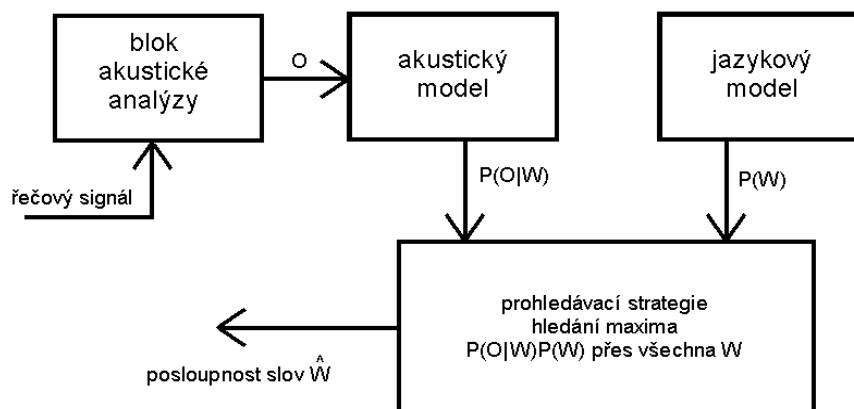 blok
akustické
analýzy
O
akustický
model
jazykový
model
řečový signál
P(O|W)
P(W)
prohledávací strategie
hledání maxima
P(O|W)P(W) přes všechna W
posloupnost slov Ŵ